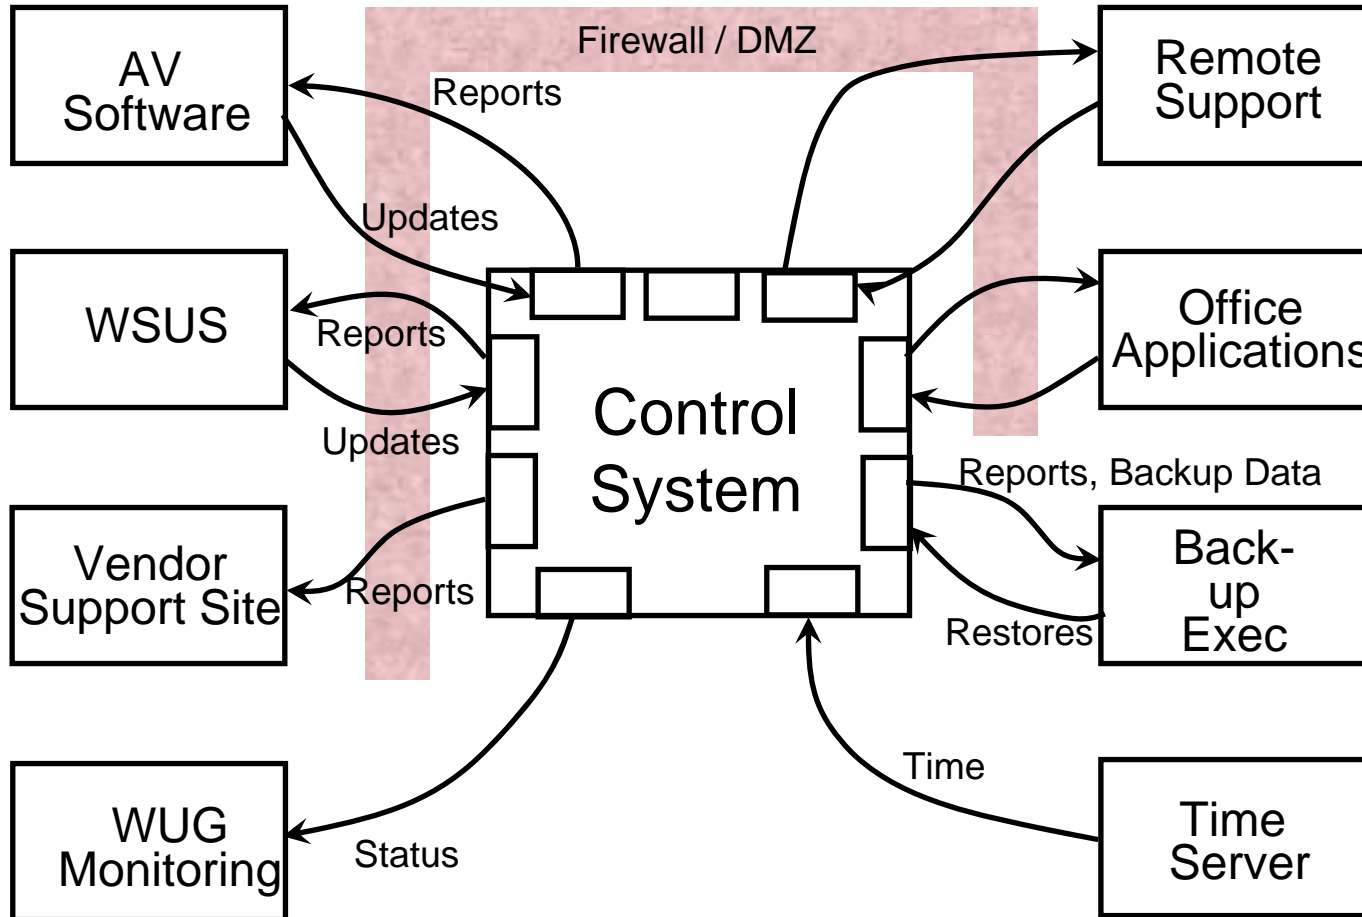 Firewall / DMZ
AV
Software
Reports
Updates
Remote
Support
WSUS
Reports
Updates
Office
Applications
Control
System
Vendor
Support Site
Reports
Reports, Backup Data
Back-
up
Exec
Restores
WUG
Monitoring
Status
Time
Time
Server